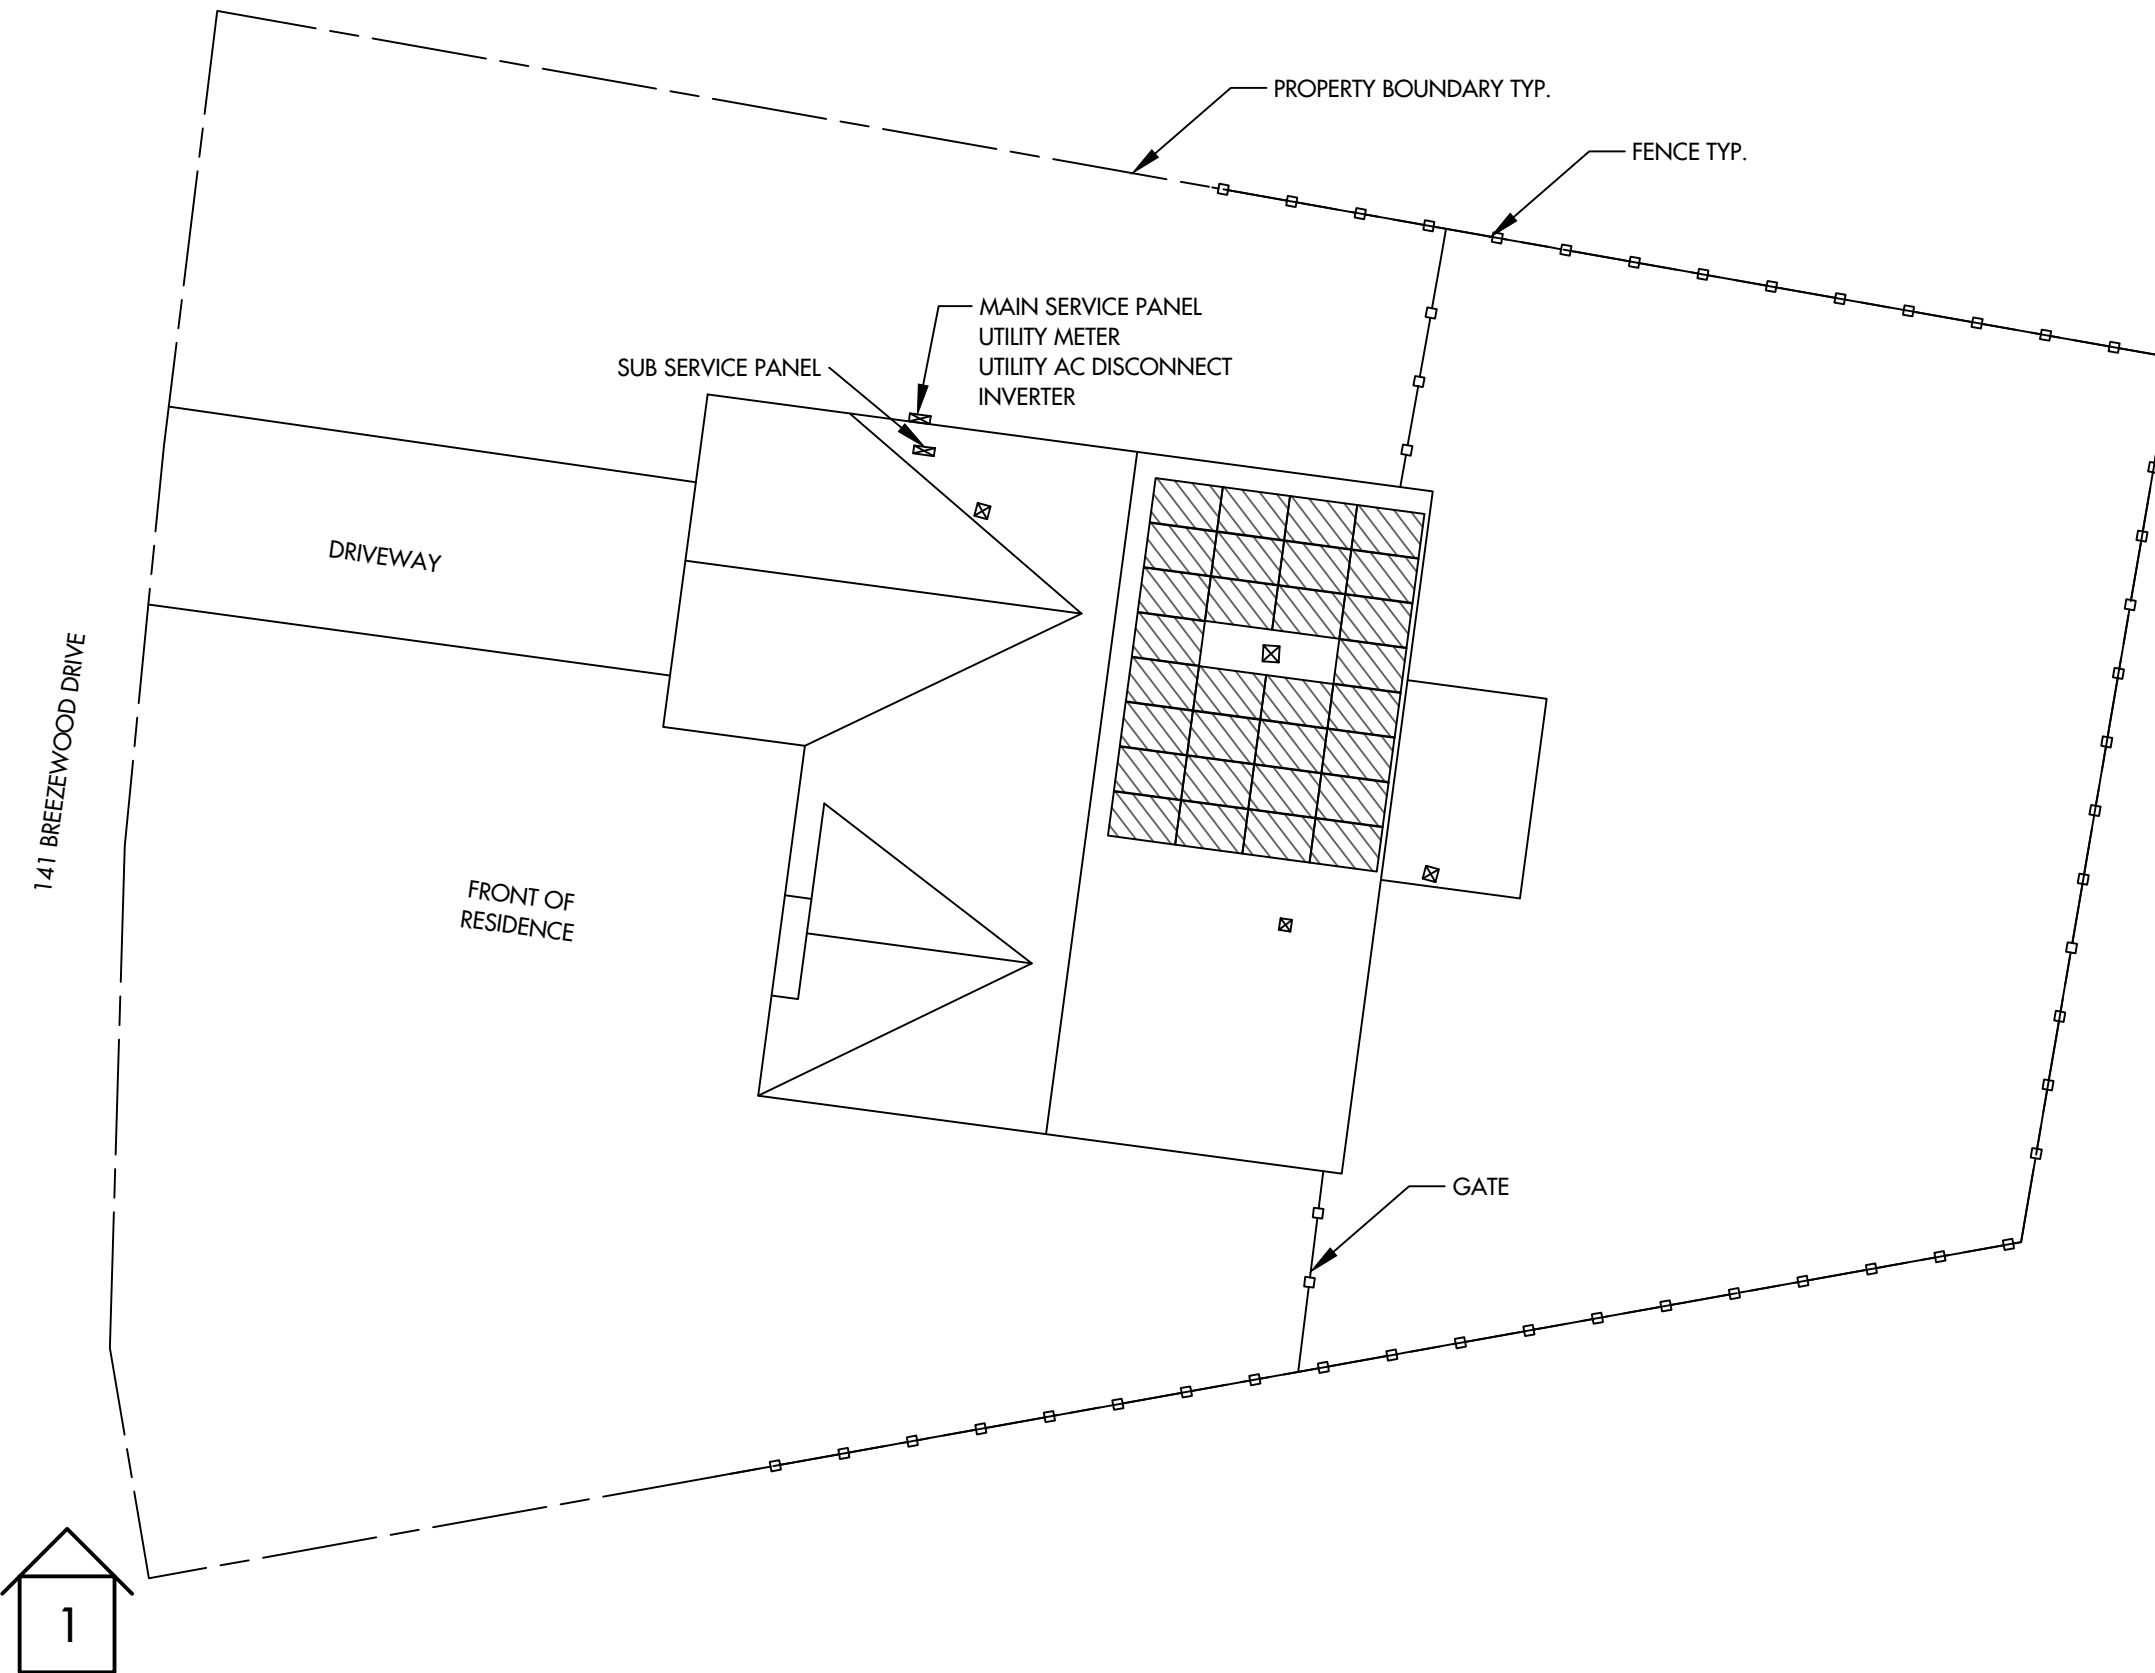 PROPERTY BOUNDARY TYP.
FENCE TYP.
MAIN SERVICE PANEL
UTILITY METER
UTILITY AC DISCONNECT
INVERTER
SUB SERVICE PANEL
DRIVEWAY
141 BREEZEWOOD DRIVE
FRONT OF
RESIDENCE
GATE
1